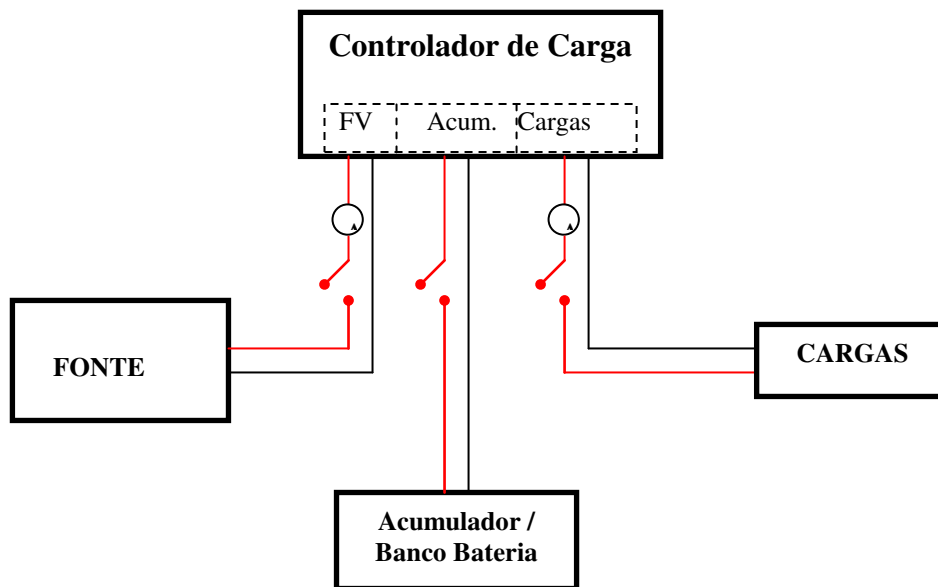 Controlador de Carga
FV Acum. Cargas
A A
FONTE
CARGAS
Acumulador /
Banco Bateria